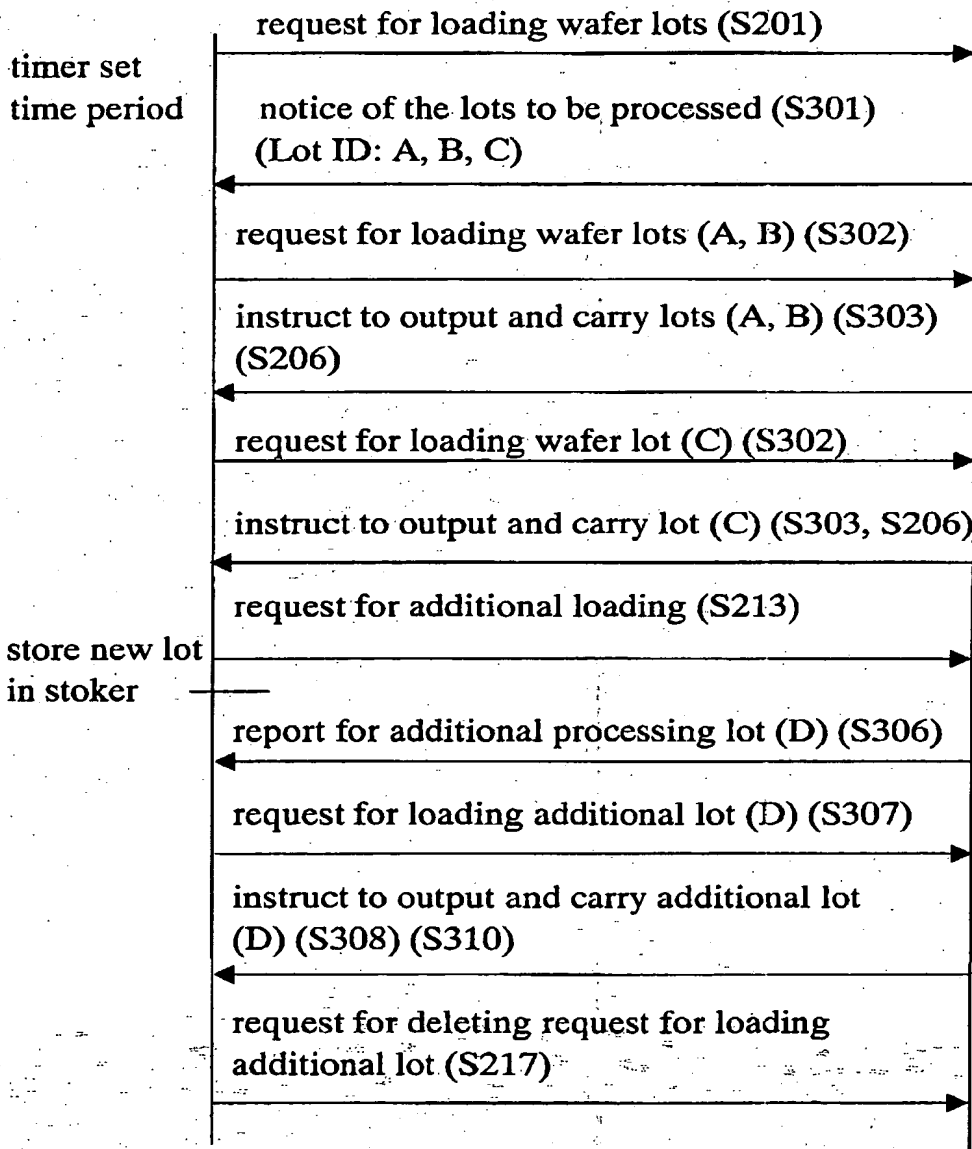 request for loading wafer lots (S201)
timer set
time period
notice of the lots to be processed (S301)
(Lot ID: A, B, C)
request for loading wafer lots (A, B) (S302)
instruct to output and carry lots (A, B) (S303)
(S206)
request for loading wafer lot (C) (S302)
instruct to output and carry lot (C) (S303, S206)
request for additional loading (S213)
store new lot
in stoker
report for additional processing lot (D) (S306)
request for loading additional lot (D) (S307)
instruct to output and carry additional lot
(D) (S308) (S310)
request for deleting request for loading
additional lot (S217)